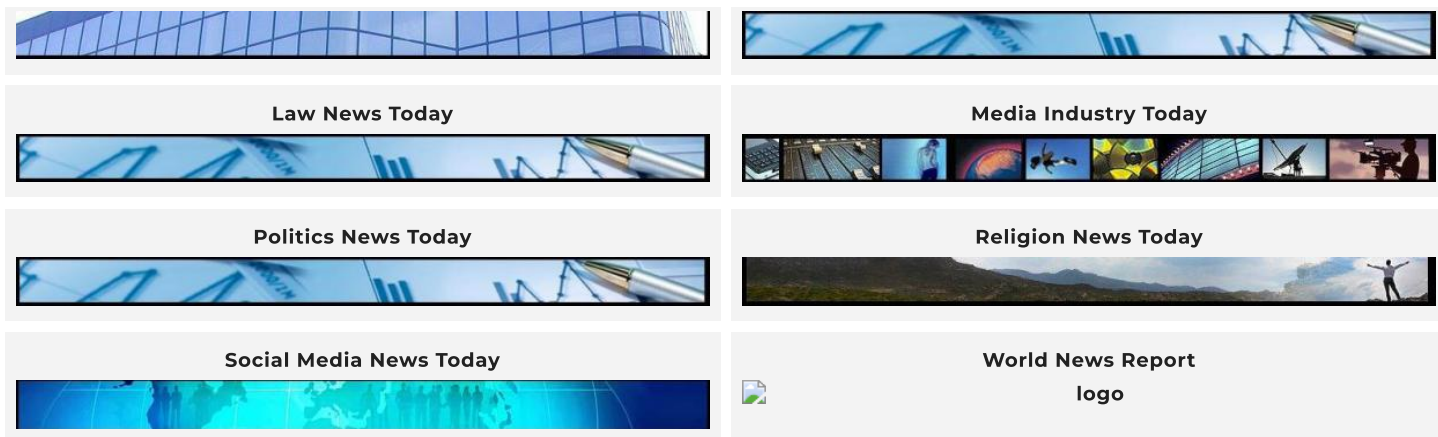 Law News Today
Media Industry Today
Politics News Today
Religion News Today
Social Media News Today
World News Report
logo